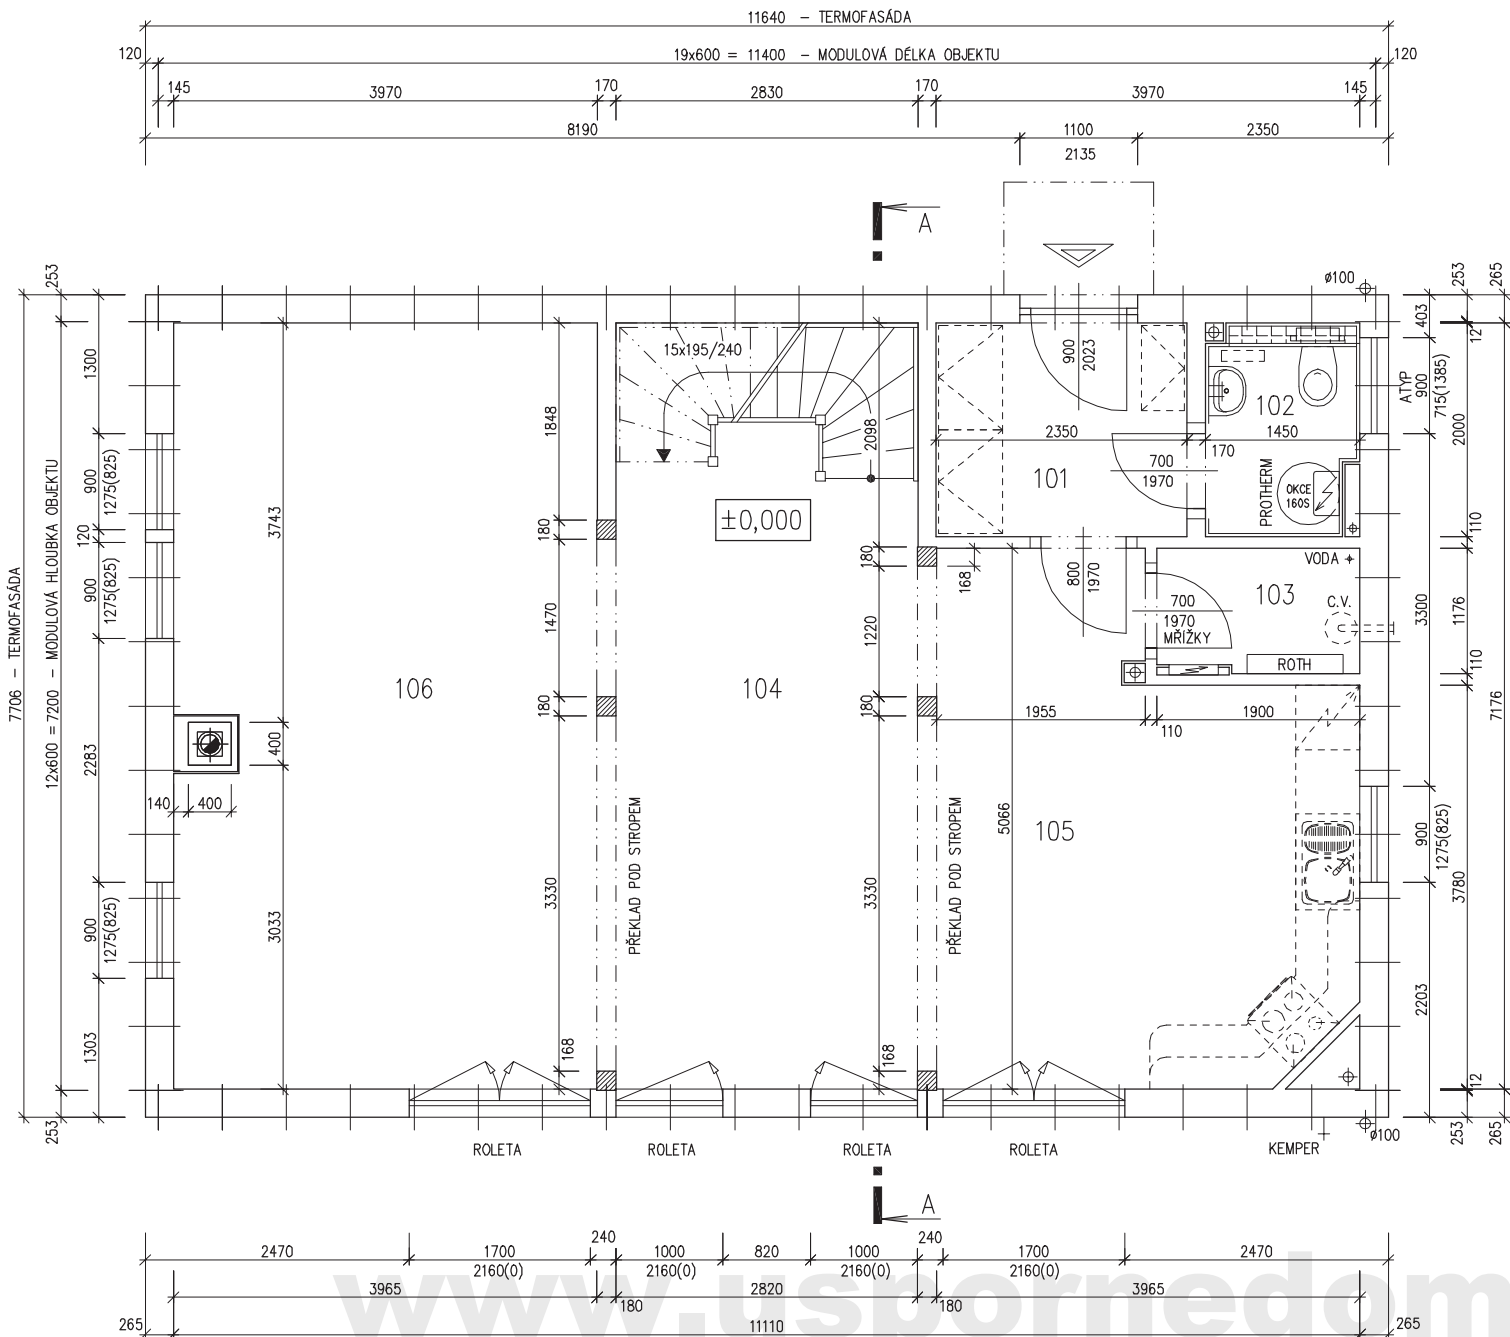 11640 – TERMOFASÁDA
120 19x600 = 11400 – MODULOVÁ DÉLKA OBJEKTU 120
145 3970 170 2830 170 3970 145
8190 1100 2350
2135
A
ø100
253
253
265
7706 – TERMOFASÁDA
12x600 = 7200 – MODULOVÁ HLOUBKA OBJEKTU
1300
900
1275(825)
120
900
1275(825)
2283
900
1275(825)
1303
253
3743
400
3033
140 400
106
15x195/240
1848
180
1470
180
3330
168
2098
±0,000
180
1220
180
3330
168
104
PŘEKLAD POD STROPEM
PŘEKLAD POD STROPEM
900
2023
2350
170
1450
101
102
700
1970
PROTHERM
OKCE
160S
168
800
1970
VODA
103
C.V.
700
1970
MŘÍŽKY
ROTH
1955
110
1900
5066
105
403
ATYP
900
715(1385)
3300
900
1275(825)
2203
12
2000
110
1176
110
3780
12
253
7176
265
ROLETA ROLETA ROLETA ROLETA KEMPER
ø100
A
2470 1700 240 1000 820 1000 240 1700 2470
2160(0) 2160(0) 2160(0) 2160(0)
3965 180 2820 180 3965
265 11110 265
www.uspornedom